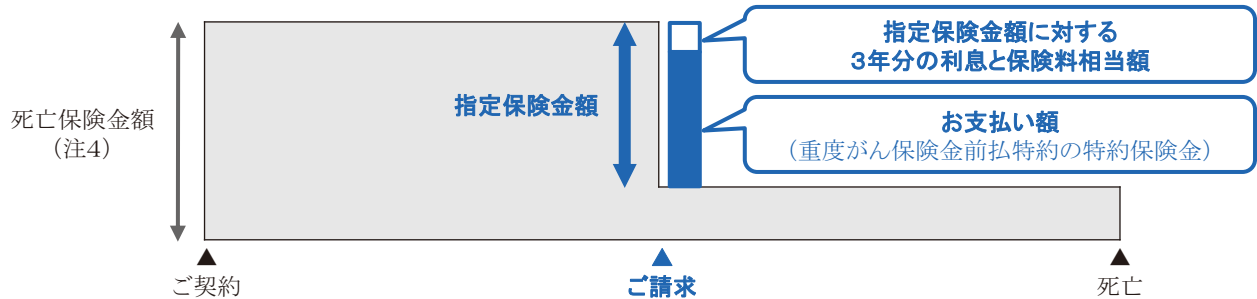 指定保険金額に対する
3年分の利息と保険料相当額
死亡保険金額
（注4）
指定保険金額
お支払い額
（重度がん保険金前払特約の特約保険金）
ご契約
ご請求
死亡